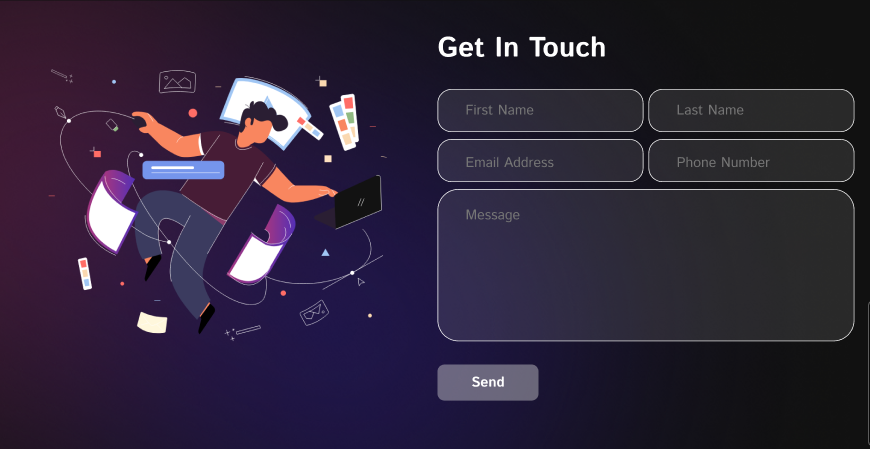 Get In Touch
First Name
Last Name
Email Address
Phone Number
Message
Send